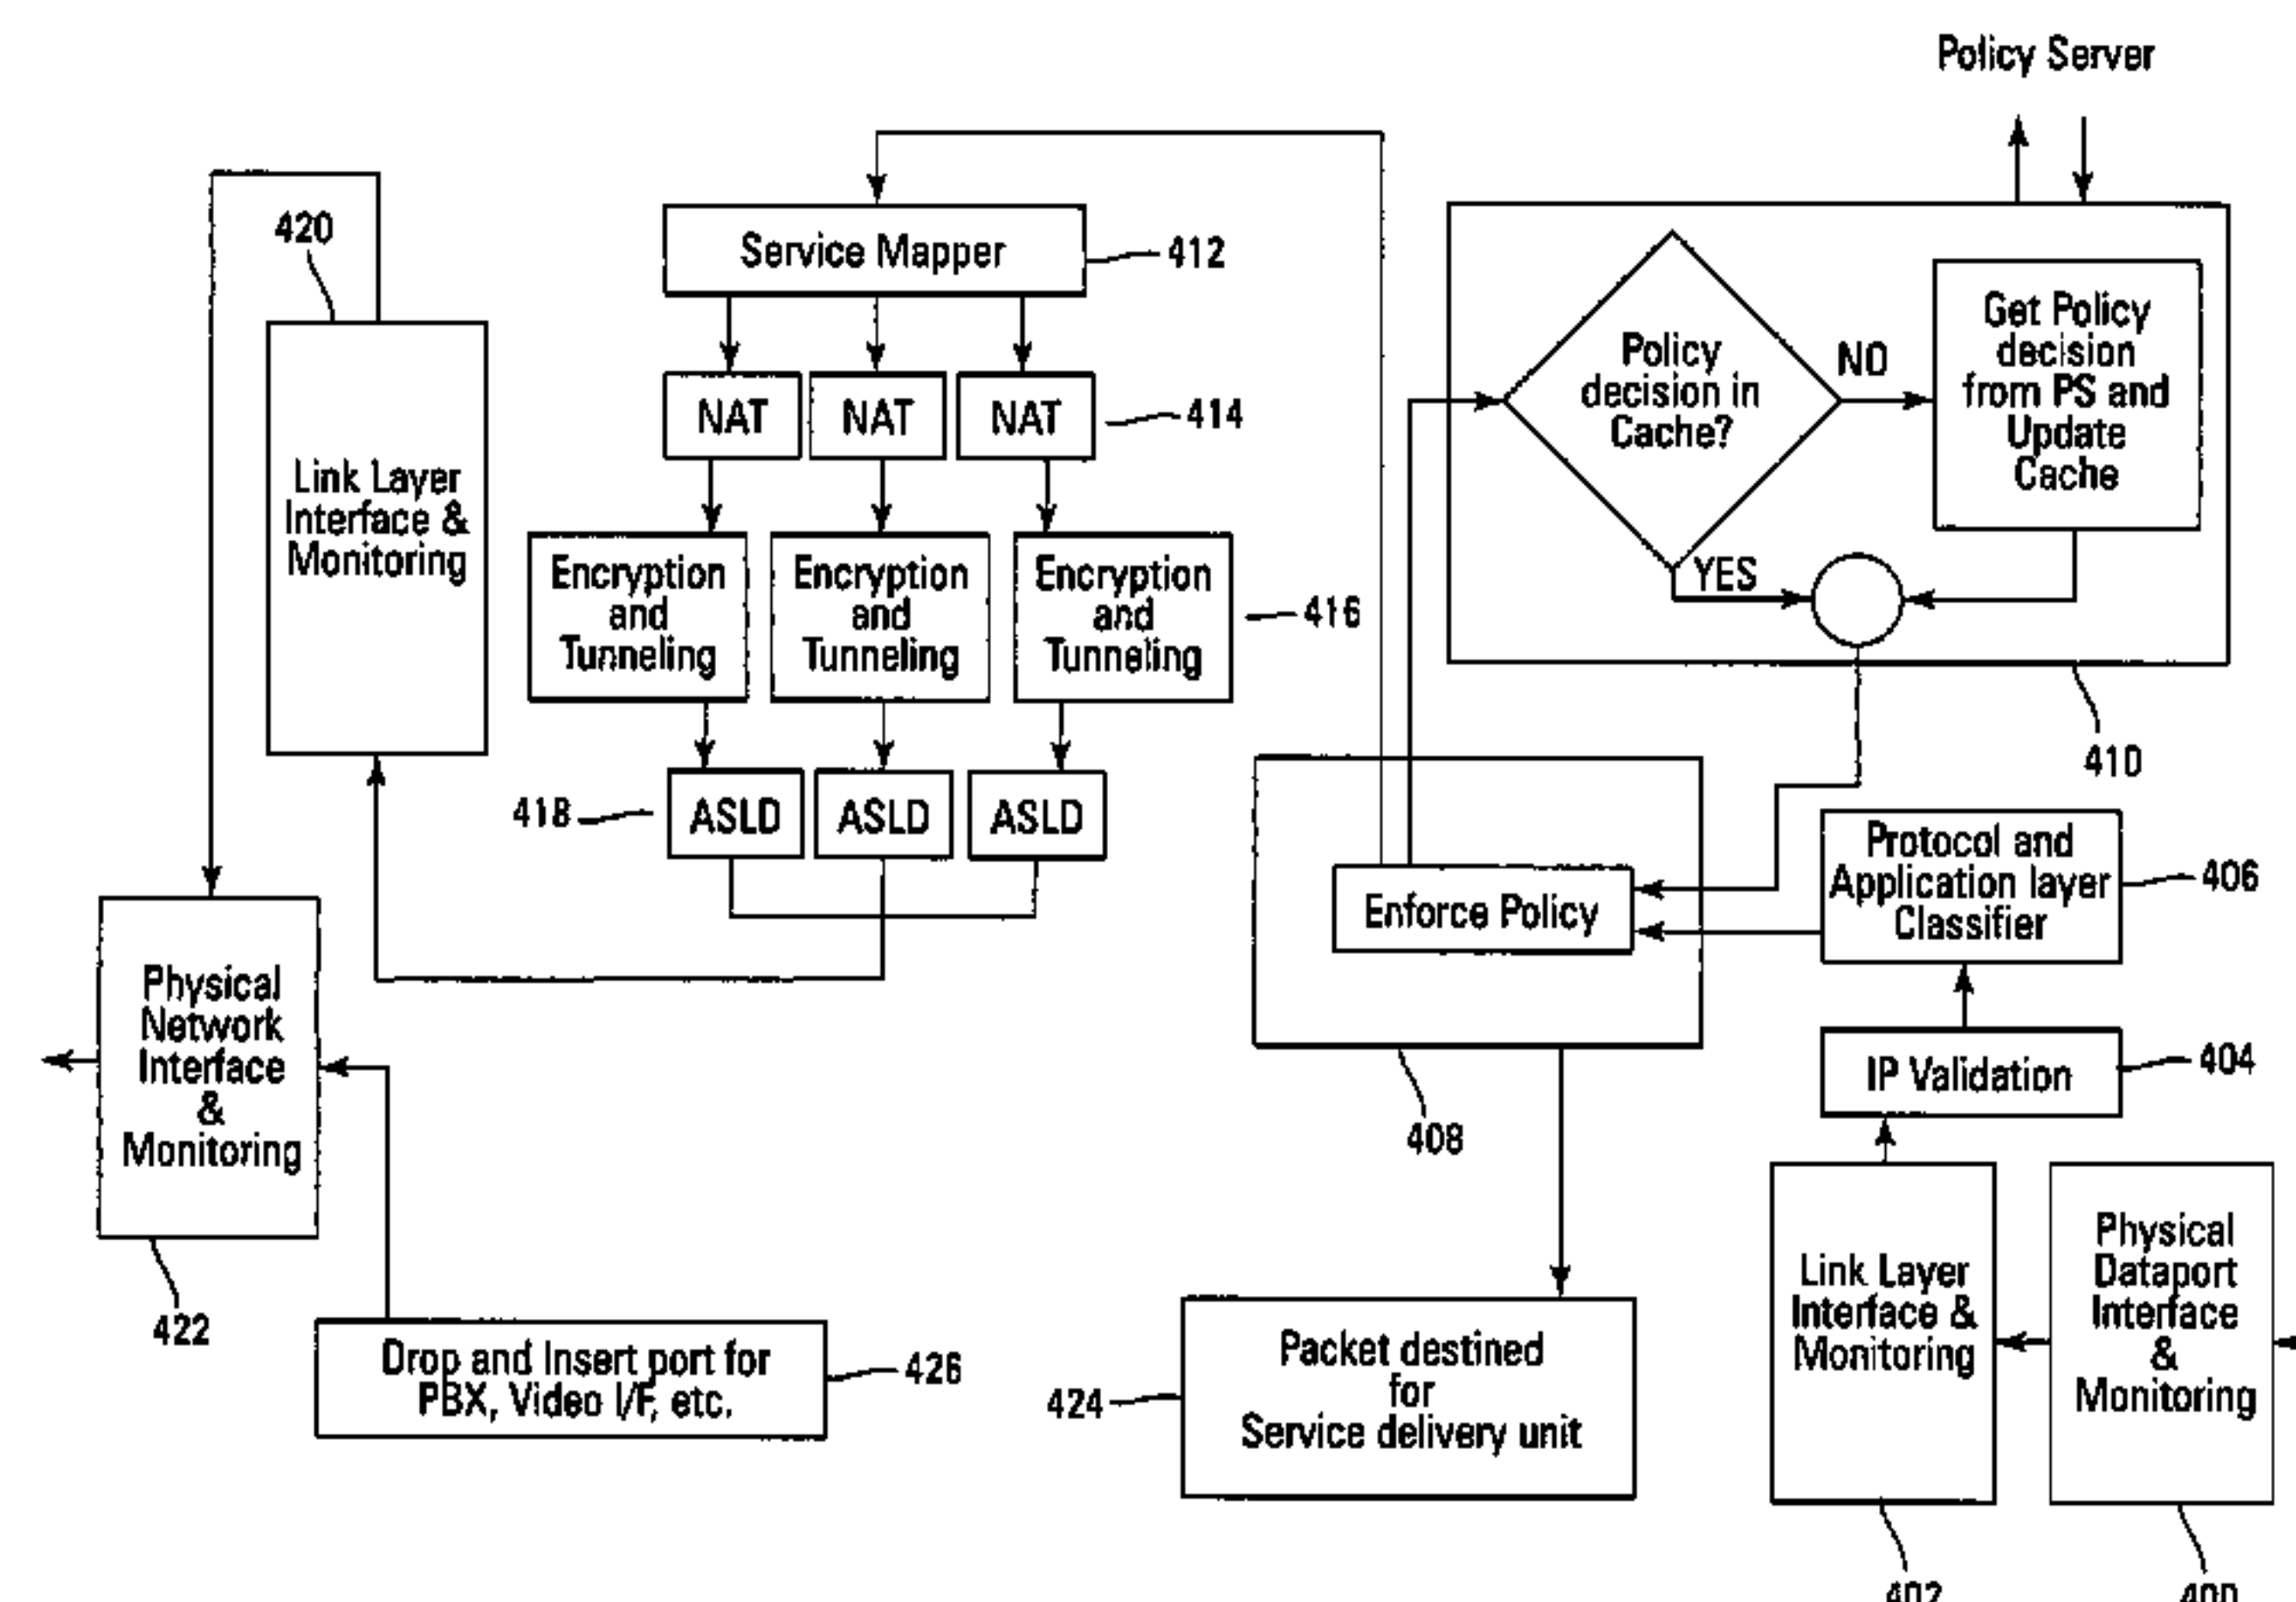 Policy Server
420
Service Mapper
412
Get Policy
decision
from PS and
Update
Cache
Policy
decision in
Cache?
NO
YES
NAT
NAT
NAT
414
Link Layer
Interface &
Monitoring
Encryption
and
Tunneling
Encryption
and
Tunneling
Encryption
and
Tunneling
416
410
418
ASLD
ASLD
ASLD
Protocol and
Application layer
Classifier
406
Enforce Policy
Physical
Network
Interface
&
Monitoring
IP Validation
404
408
422
Drop and Insert port for
PBX, Video I/F, etc.
426
424
Packet destined
for
Service delivery unit
Link Layer
Interface &
Monitoring
Physical
Dataport
Interface
&
Monitoring
402
400